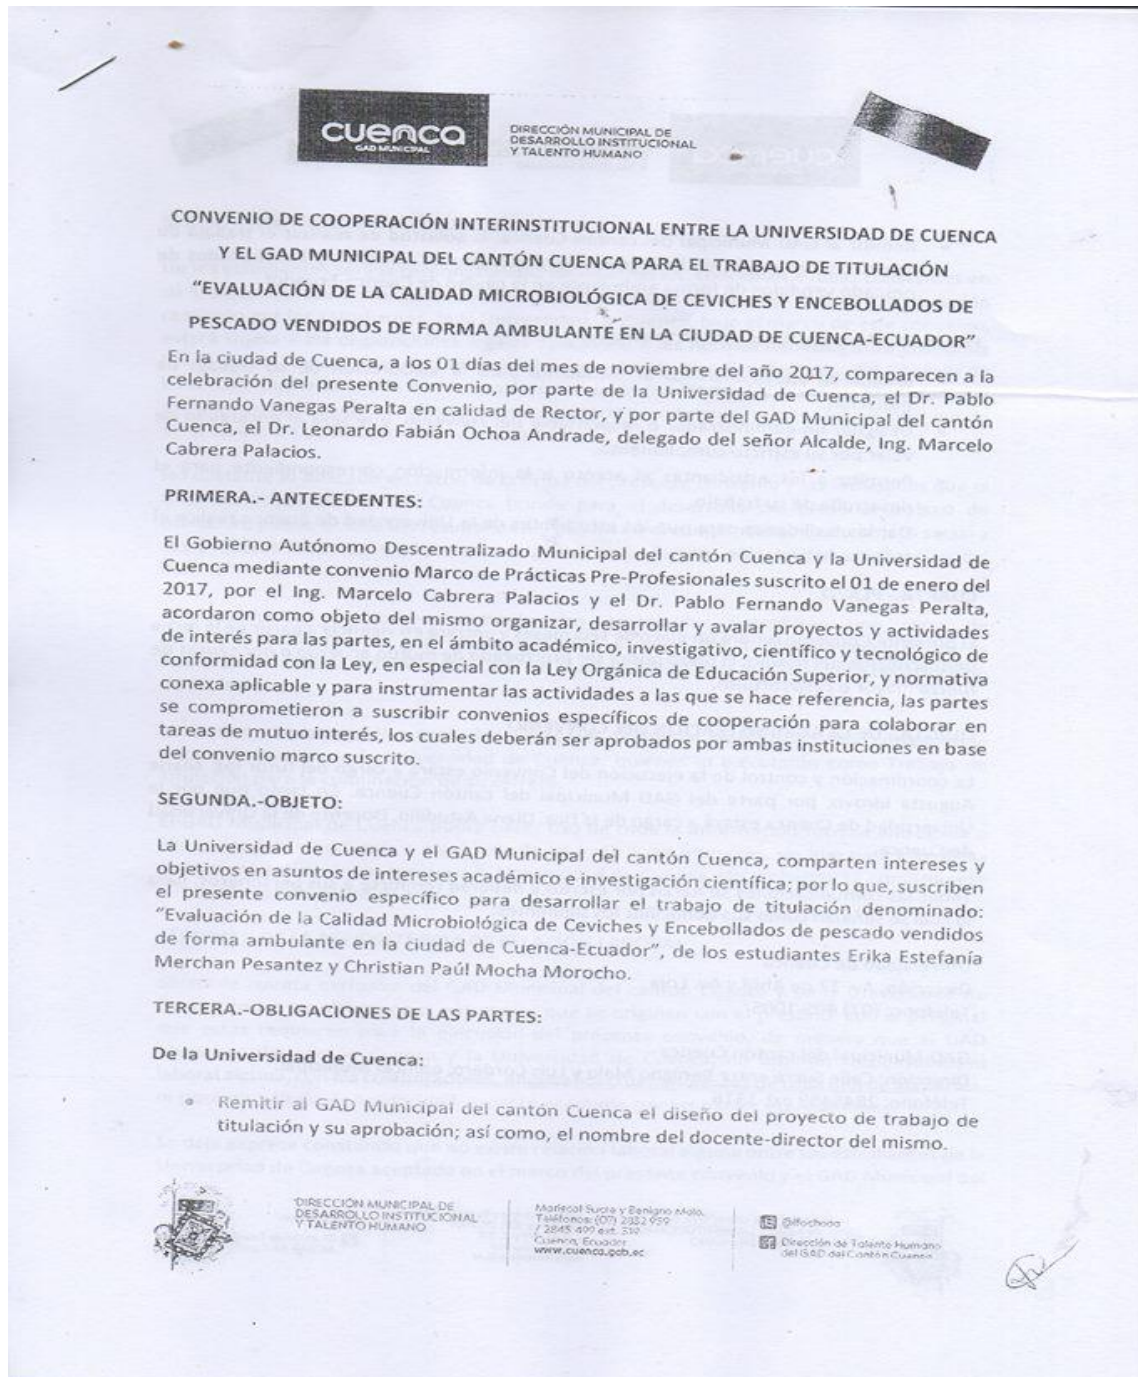 cuenca
GAD MUNICIPAL
DIRECCIÓN MUNICIPAL DE
DESARROLLO INSTITUCIONAL
Y TALENTO HUMANO
CONVENIO DE COOPERACIÓN INTERINSTITUCIONAL ENTRE LA UNIVERSIDAD DE CUENCA
Y EL GAD MUNICIPAL DEL CANTÓN CUENCA PARA EL TRABAJO DE TITULACIÓN
“EVALUACIÓN DE LA CALIDAD MICROBIOLÓGICA DE CEVICHES Y ENCEBOLLADOS DE
PESCADO VENDIDOS DE FORMA AMBULANTE EN LA CIUDAD DE CUENCA-ECUADOR”
En la ciudad de Cuenca, a los 01 días del mes de noviembre del año 2017, comparecen a la
celebración del presente Convenio, por parte de la Universidad de Cuenca, el Dr. Pablo
Fernando Vanegas Peralta en calidad de Rector, y por parte del GAD Municipal del cantón
Cuenca, el Dr. Leonardo Fabián Ochoa Andrade, delegado del señor Alcalde, Ing. Marcelo
Cabrera Palacios.
PRIMERA.- ANTECEDENTES:
El Gobierno Autónomo Descentralizado Municipal del cantón Cuenca y la Universidad de
Cuenca mediante convenio Marco de Prácticas Pre-Profesionales suscrito el 01 de enero del
2017, por el Ing. Marcelo Cabrera Palacios y el Dr. Pablo Fernando Vanegas Peralta,
acordaron como objeto del mismo organizar, desarrollar y avalar proyectos y actividades
de interés para las partes, en el ámbito académico, investigativo, científico y tecnológico de
conformidad con la Ley, en especial con la Ley Orgánica de Educación Superior, y normativa
conexa aplicable y para instrumentar las actividades a las que se hace referencia, las partes
se comprometieron a suscribir convenios específicos de cooperación para colaborar en
tareas de mutuo interés, los cuales deberán ser aprobados por ambas instituciones en base
del convenio marco suscrito.
SEGUNDA.-OBJETO:
La Universidad de Cuenca y el GAD Municipal del cantón Cuenca, comparten intereses y
objetivos en asuntos de intereses académico e investigación científica; por lo que, suscriben
el presente convenio específico para desarrollar el trabajo de titulación denominado:
“Evaluación de la Calidad Microbiológica de Ceviches y Encebollados de pescado vendidos
de forma ambulante en la ciudad de Cuenca-Ecuador”, de los estudiantes Erika Estefanía
Merchan Pesantez y Christian Paúl Mocha Morocho.
TERCERA.-OBLIGACIONES DE LAS PARTES:
De la Universidad de Cuenca:
• Remitir al GAD Municipal del cantón Cuenca el diseño del proyecto de trabajo de
titulación y su aprobación; así como, el nombre del docente-director del mismo.
DIRECCIÓN MUNICIPAL DE
DESARROLLO INSTITUCIONAL
Y TALENTO HUMANO
Mariscal Sucre y Benigno Malo.
Teléfonos: (07) 2832 959
/ 2845 499 ext. 319
Cuenca, Ecuador
www.cuenca.gob.ec
@lfochoaa
Dirección de Talento Humano
del GAD del Cantón Cuenca